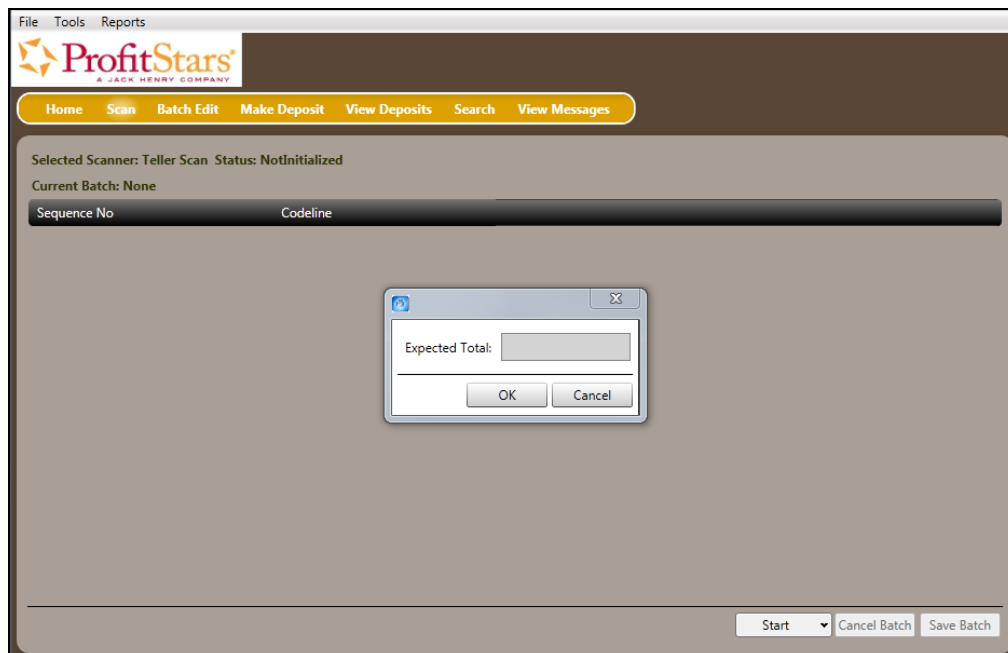 File Tools Reports
ProfitStars®
A JACK HENRY COMPANY
Home Scan Batch Edit Make Deposit View Deposits Search View Messages
Selected Scanner: Teller Scan Status: NotInitialized
Current Batch: None
Sequence No Codeline
Expected Total:
OK Cancel
Start Cancel Batch Save Batch